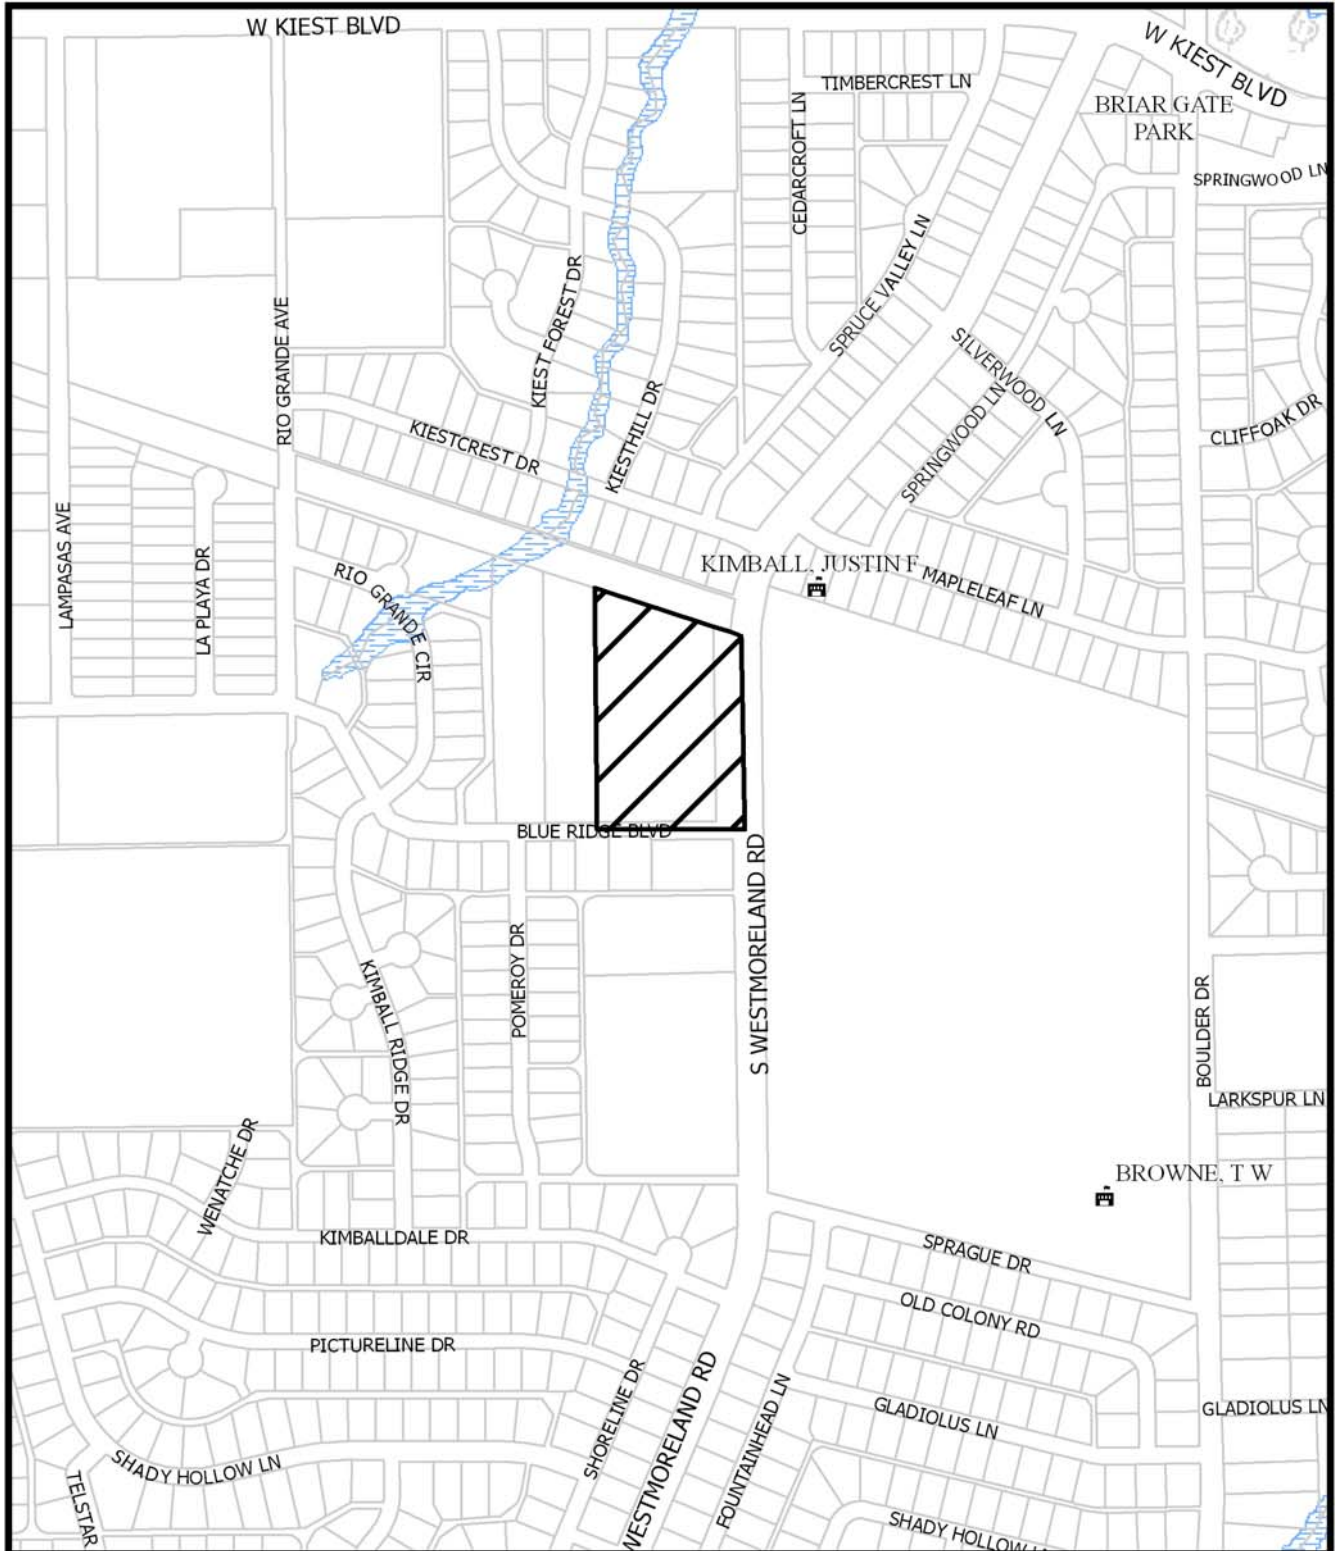 W KIEST BLVD
W KIEST BLVD
TIMBERCREST LN
BRIAR GATE
PARK
CEDARCROFT LN
SPRINGWOOD LN
SPRUCE VALLEY LN
KIEST FOREST DR
RIO GRANDE AVE
SILVERWOOD LN
KIESTHILL DR
SPRINGWOOD LN
CLIFFOAK DR
KIESTCREST DR
LAMPASAS AVE
LA PLAYA DR
KIMBALL, JUSTIN F
MAPLELEAF LN
RIO GRANDE CIR
BLUE RIDGE BLVD
S WESTMORELAND RD
POMEROY DR
KIMBALL RIDGE DR
BOULDER DR
LARKSPUR LN
WENATCHE DR
BROWNE, T W
KIMBALLDALE DR
SPRAGUE DR
OLD COLONY RD
PICTURELINE DR
SHORELINE DR
WESTMORELAND RD
FOUNTAINHEAD LN
GLADIOLUS LN
GLADIOLUS LN
SHADY HOLLOW LN
TELSTAR
SHADY HOLLOW